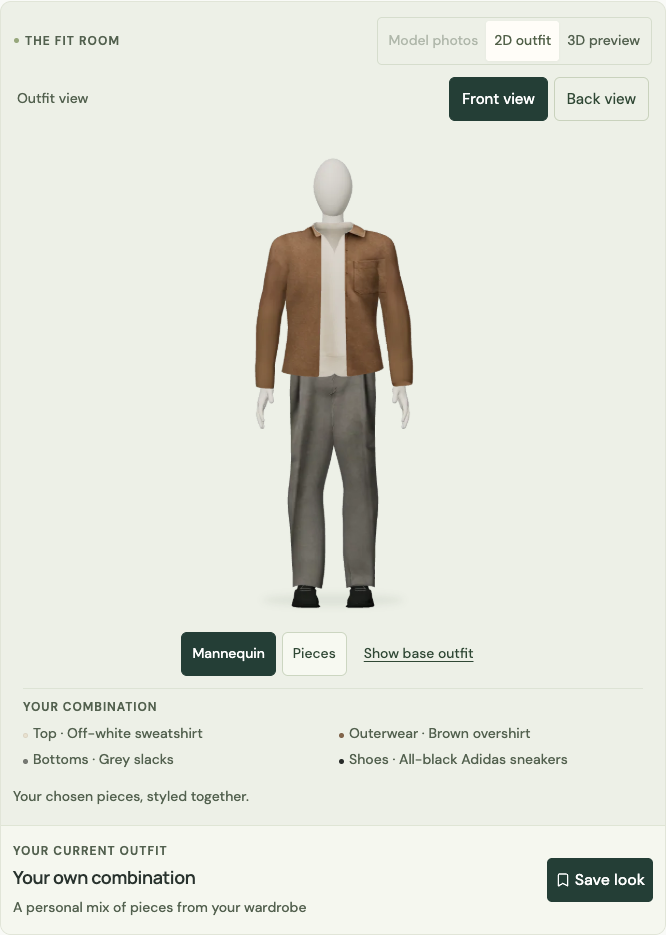 THE FIT ROOM
Model photos
2D outfit
3D preview
Outfit view
Front view
Back view
Mannequin
Pieces
Show base outfit
YOUR COMBINATION
Top · Off-white sweatshirt
Outerwear · Brown overshirt
Bottoms · Grey slacks
Shoes · All-black Adidas sneakers
Your chosen pieces, styled together.
YOUR CURRENT OUTFIT
Your own combination
A personal mix of pieces from your wardrobe
Save look